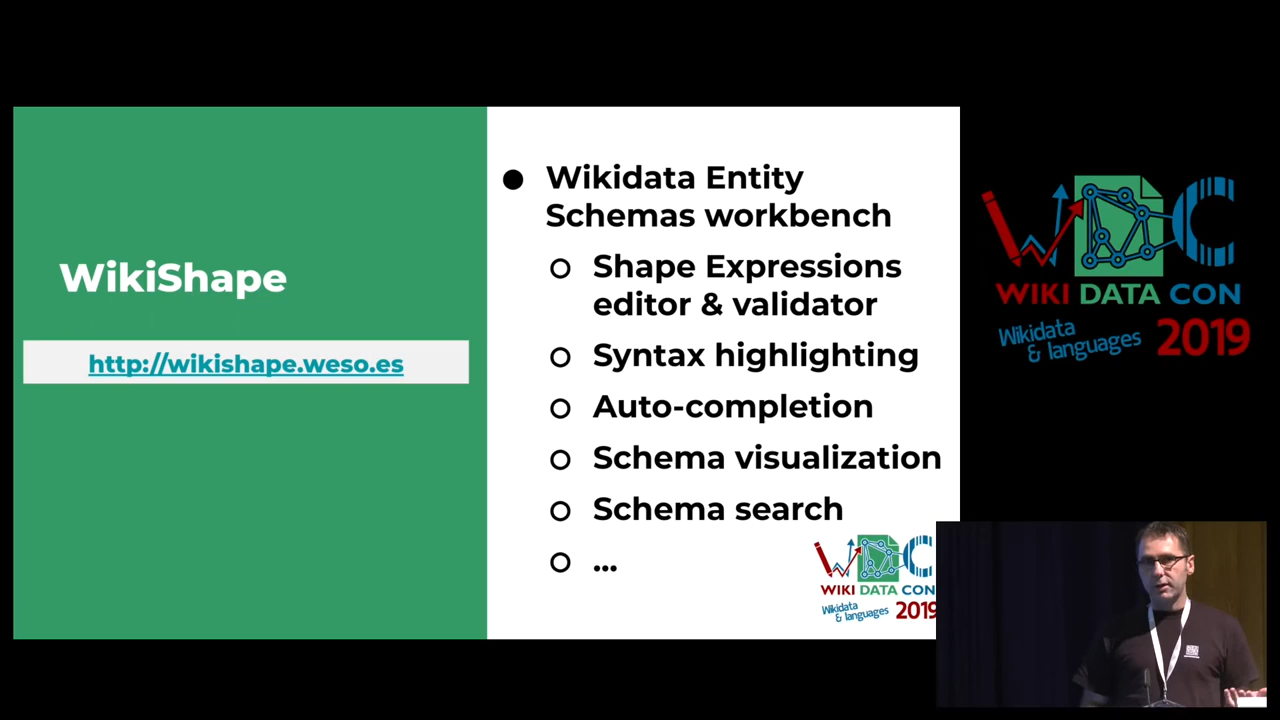 WikiShape
http://wikishape.weso.es
● Wikidata Entity
Schemas workbench
○ Shape Expressions
editor & validator
○ Syntax highlighting
○ Auto-completion
○ Schema visualization
○ Schema search
○ ...
WIKI DATA CON
Wikidata
& languages
2019
WDC
WIKI DATA CON
Wikidata
& languages
2019